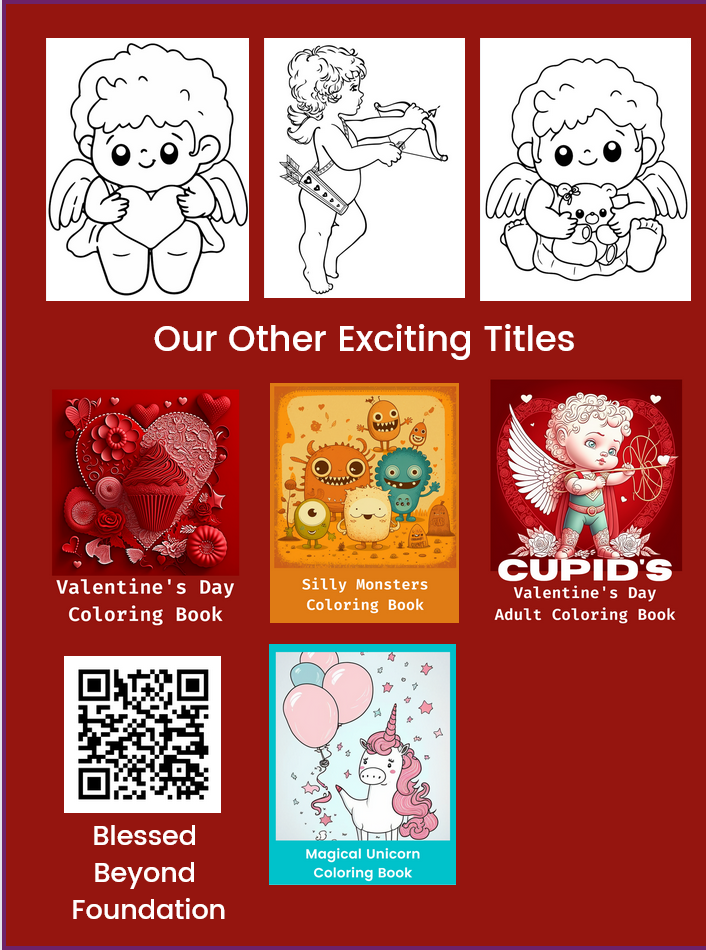 Our Other Exciting Titles
Valentine's Day
Coloring Book
Silly Monsters
Coloring Book
CUPID'S
Valentine's Day
Adult Coloring Book
Blessed
Beyond
Foundation
Magical Unicorn
Coloring Book